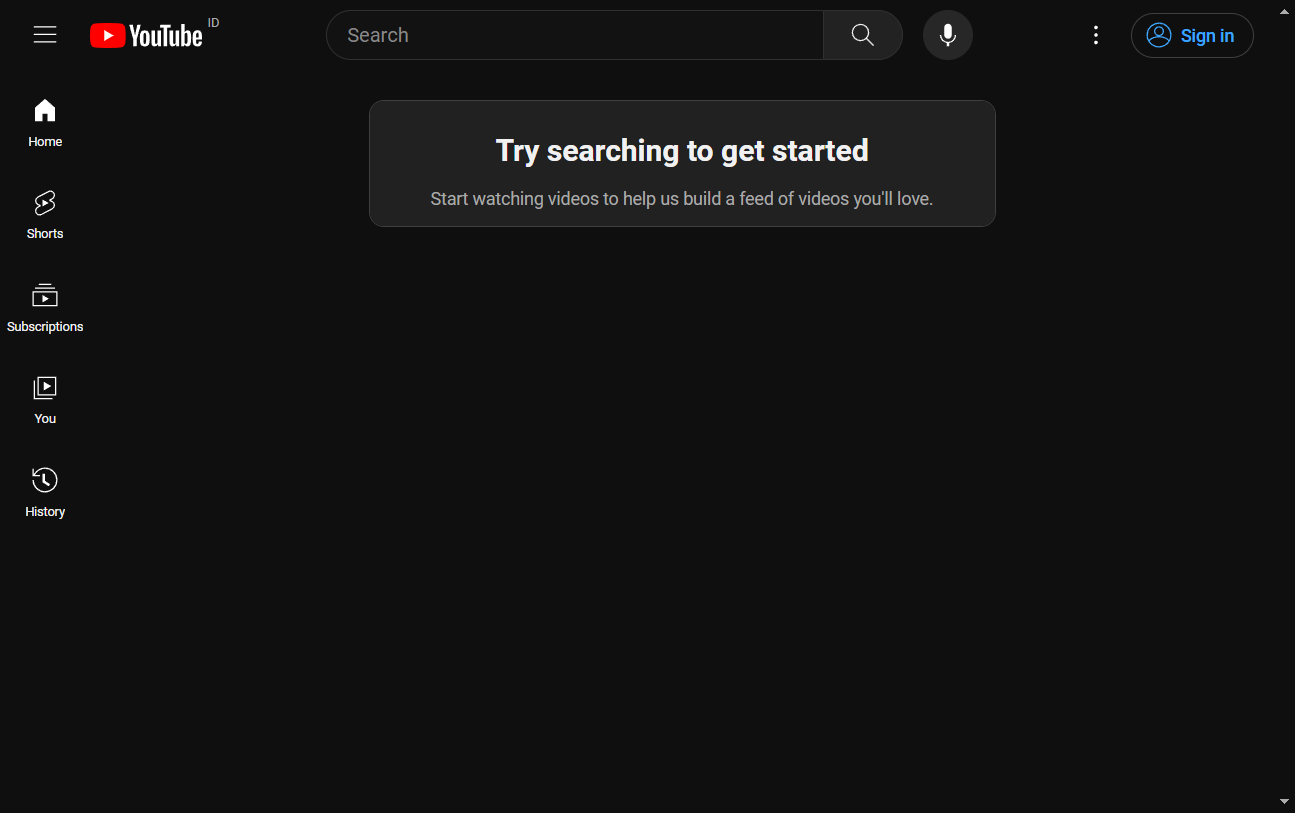 YouTube ID
Search
Sign in
Home
Shorts
Subscriptions
You
History
Try searching to get started
Start watching videos to help us build a feed of videos you'll love.